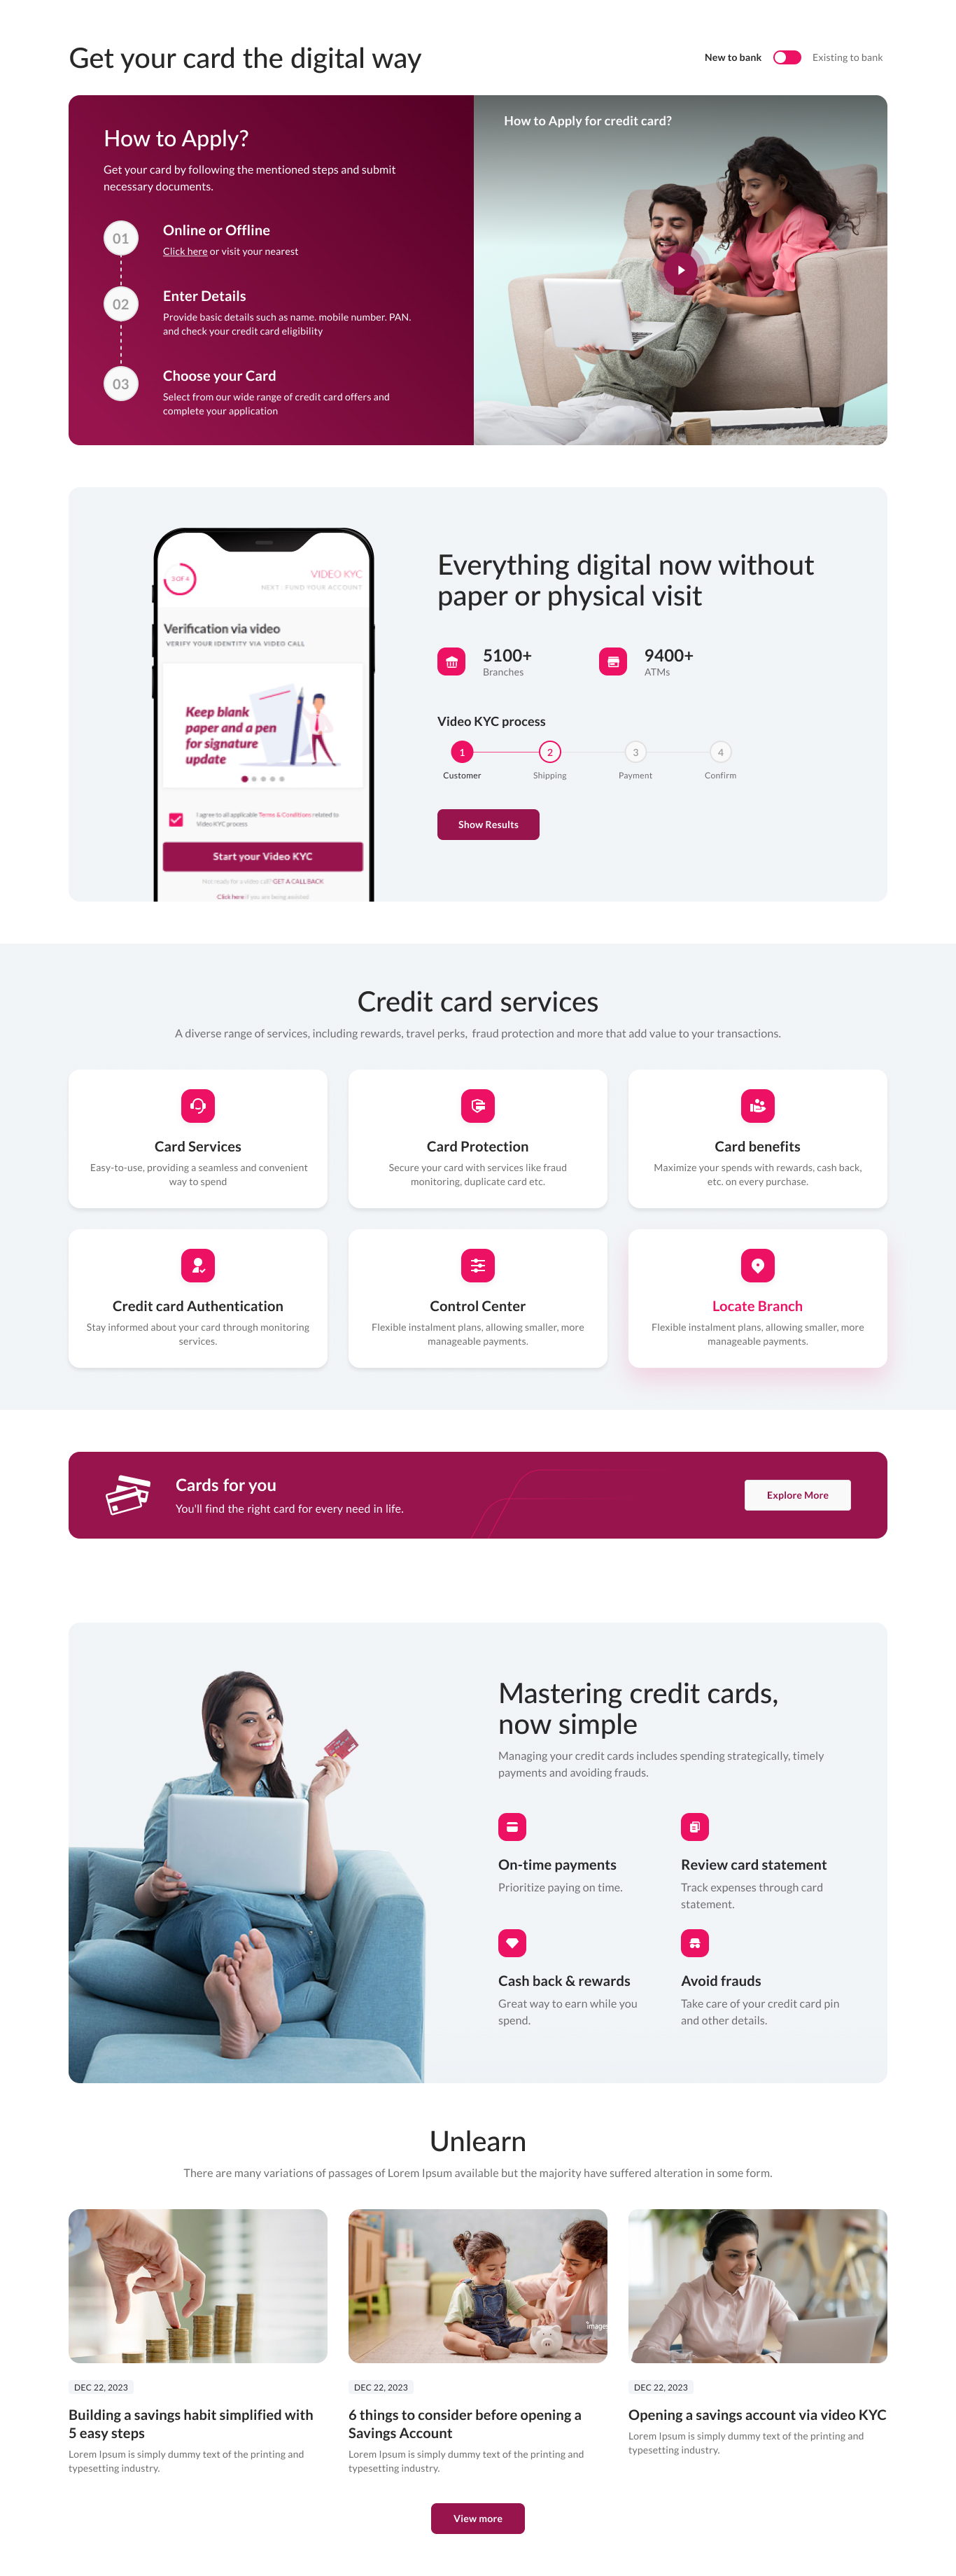 Get your card the digital way
New to bank
Existing to bank
How to Apply?
Get your card by following the mentioned steps and submit
necessary documents.
01
Online or Offline
Click here or visit your nearest
02
Enter Details
Provide basic details such as name. mobile number. PAN.
and check your credit card eligibility
03
Choose your Card
Select from our wide range of credit card offers and
complete your application
How to Apply for credit card?
3 OF 4
VIDEO KYC
NEXT : FUND YOUR ACCOUNT
Verification via video
VERIFY YOUR IDENTITY VIA VIDEO CALL
Keep blank
paper and a pen
for signature
update
I agree to all applicable Terms & Conditions related to
Video KYC process
Start your Video KYC
Not ready for a video call? GET A CALL BACK
Click here if you are being assisted
Everything digital now without
paper or physical visit
5100+
Branches
9400+
ATMs
Video KYC process
1
2
3
4
Customer
Shipping
Payment
Confirm
Show Results
Credit card services
A diverse range of services, including rewards, travel perks, fraud protection and more that add value to your transactions.
Card Services
Easy-to-use, providing a seamless and convenient
way to spend
Card Protection
Secure your card with services like fraud
monitoring, duplicate card etc.
Card benefits
Maximize your spends with rewards, cash back,
etc. on every purchase.
Credit card Authentication
Stay informed about your card through monitoring
services.
Control Center
Flexible instalment plans, allowing smaller, more
manageable payments.
Locate Branch
Flexible instalment plans, allowing smaller, more
manageable payments.
Cards for you
You'll find the right card for every need in life.
Explore More
Mastering credit cards,
now simple
Managing your credit cards includes spending strategically, timely
payments and avoiding frauds.
On-time payments
Prioritize paying on time.
Review card statement
Track expenses through card
statement.
Cash back & rewards
Great way to earn while you
spend.
Avoid frauds
Take care of your credit card pin
and other details.
Unlearn
There are many variations of passages of Lorem Ipsum available but the majority have suffered alteration in some form.
images
DEC 22, 2023
Building a savings habit simplified with
5 easy steps
Lorem Ipsum is simply dummy text of the printing and
typesetting industry.
DEC 22, 2023
6 things to consider before opening a
Savings Account
Lorem Ipsum is simply dummy text of the printing and
typesetting industry.
DEC 22, 2023
Opening a savings account via video KYC
Lorem Ipsum is simply dummy text of the printing and
typesetting industry.
View more